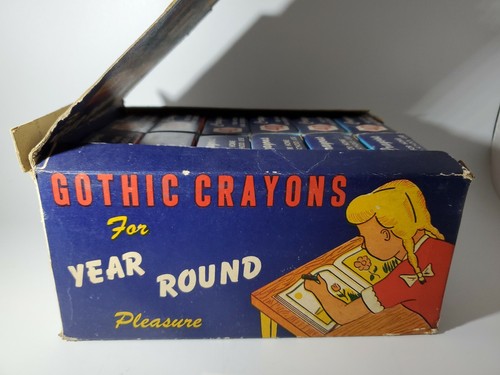 GOTHIC CRAYONS
For
YEAR ROUND
Pleasure